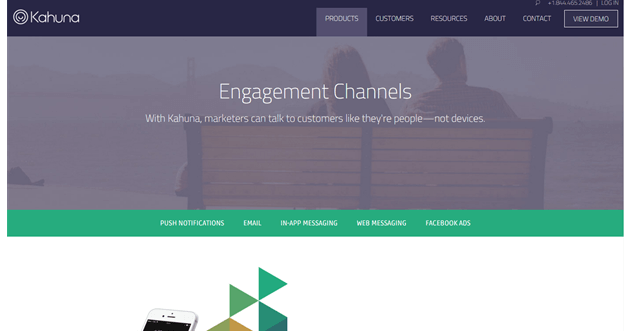 +1.844.465.2486 | LOG IN
Kahuna
PRODUCTS CUSTOMERS RESOURCES ABOUT CONTACT VIEW DEMO
Engagement Channels
With Kahuna, marketers can talk to customers like they're people—not devices.
PUSH NOTIFICATIONS EMAIL IN-APP MESSAGING WEB MESSAGING FACEBOOK ADS